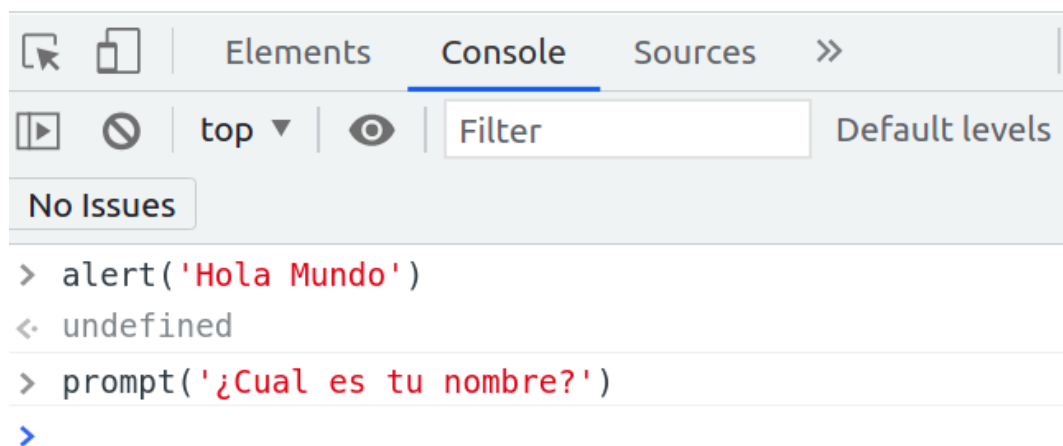 Elements Console Sources »
top ▼ Filter Default levels
No Issues
> alert('Hola Mundo')
<· undefined
> prompt('¿Cual es tu nombre?')
>